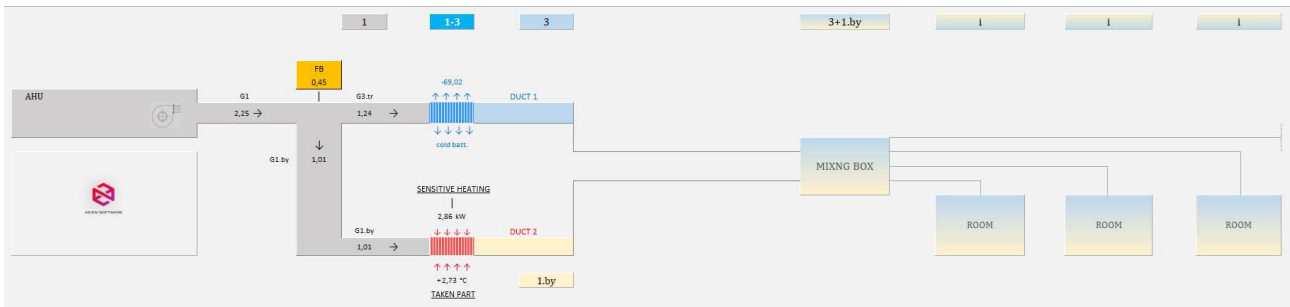 1
1-3
3
3+1.by
i
i
i
FB
0,45
-69,02
AHU
G1
G3.tr
↑ ↑ ↑ ↑
DUCT 1
2,25 →
1,24 →
↓ ↓ ↓ ↓
cold batt.
G1.by
↓
1,01
MIXNG BOX
ADIEN SOFTWARE
SENSITIVE HEATING
2,86 kW
ROOM
ROOM
ROOM
G1.by
↓ ↓ ↓ ↓
DUCT 2
1,01 →
↑ ↑ ↑ ↑
+2,73 °C
1.by
TAKEN PART